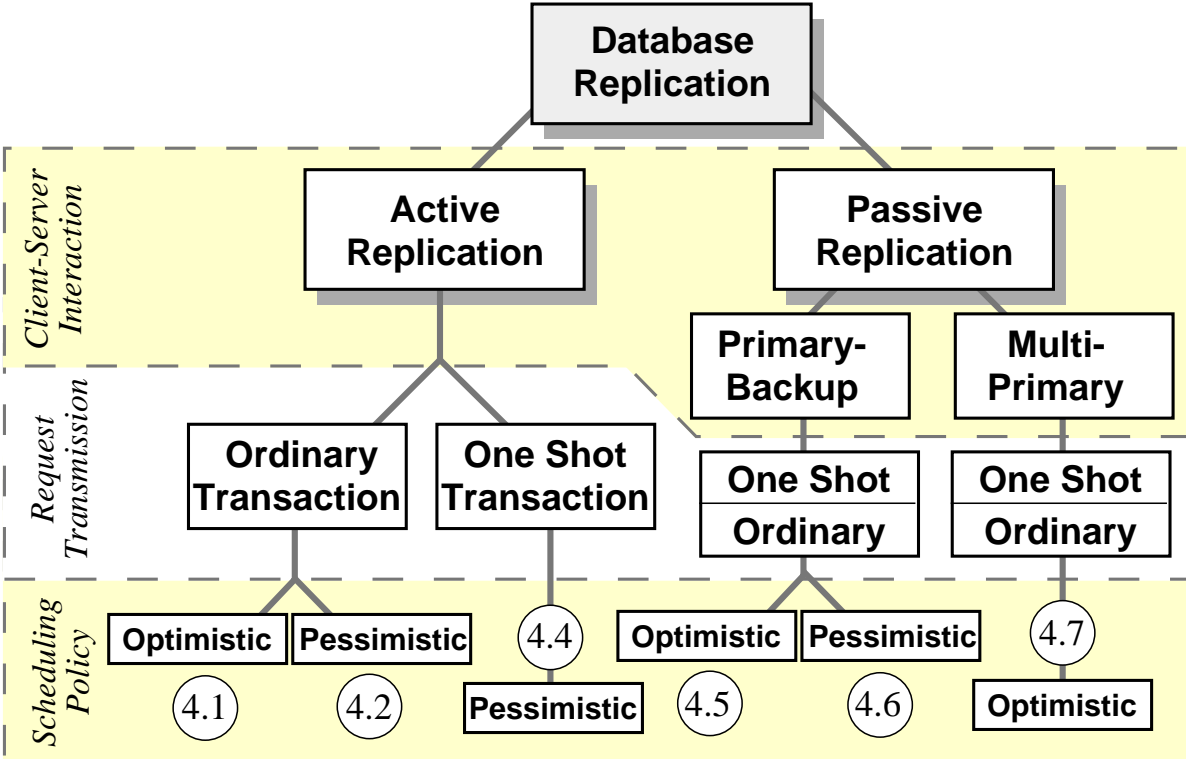 Database
Replication
Client-Server
Interaction
Active
Replication
Passive
Replication
Primary-
Backup
Multi-
Primary
Request
Transmission
Ordinary
Transaction
One Shot
Transaction
One Shot
Ordinary
One Shot
Ordinary
Scheduling
Policy
Optimistic
Pessimistic
4.4
Optimistic
Pessimistic
4.7
4.1
4.2
Pessimistic
4.5
4.6
Optimistic